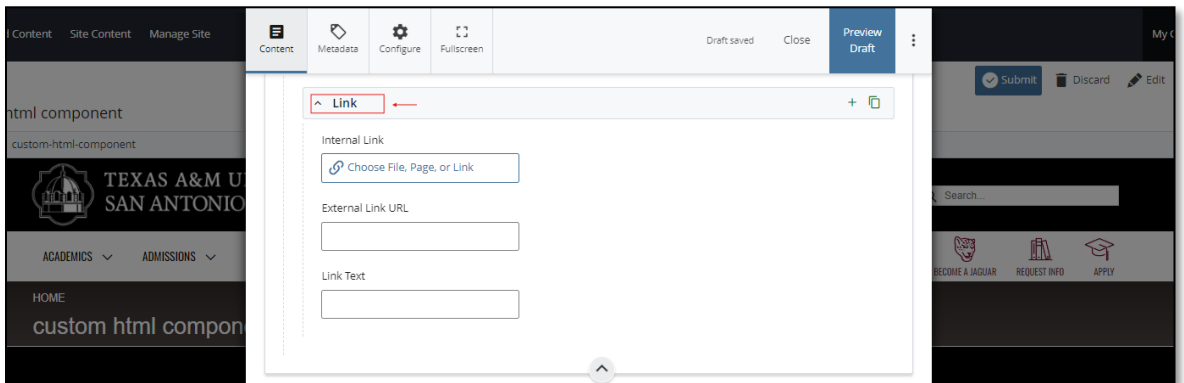 l Content Site Content Manage Site
Content Metadata Configure Fullscreen
Draft saved Close Preview Draft
My
Submit Discard Edit
html component
custom-html-component
Link
Internal Link
Choose File, Page, or Link
External Link URL
Link Text
TEXAS A&M U
SAN ANTONIO
Search...
ACADEMICS ADMISSIONS
BECOME A JAGUAR REQUEST INFO APPLY
HOME
custom html compon